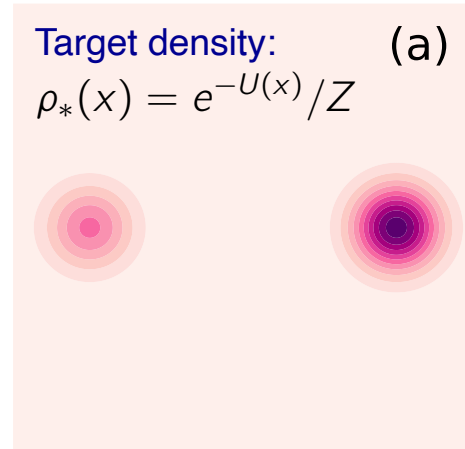 Target density: (a)
ρ∗(x) = e^{−U(x)}/Z